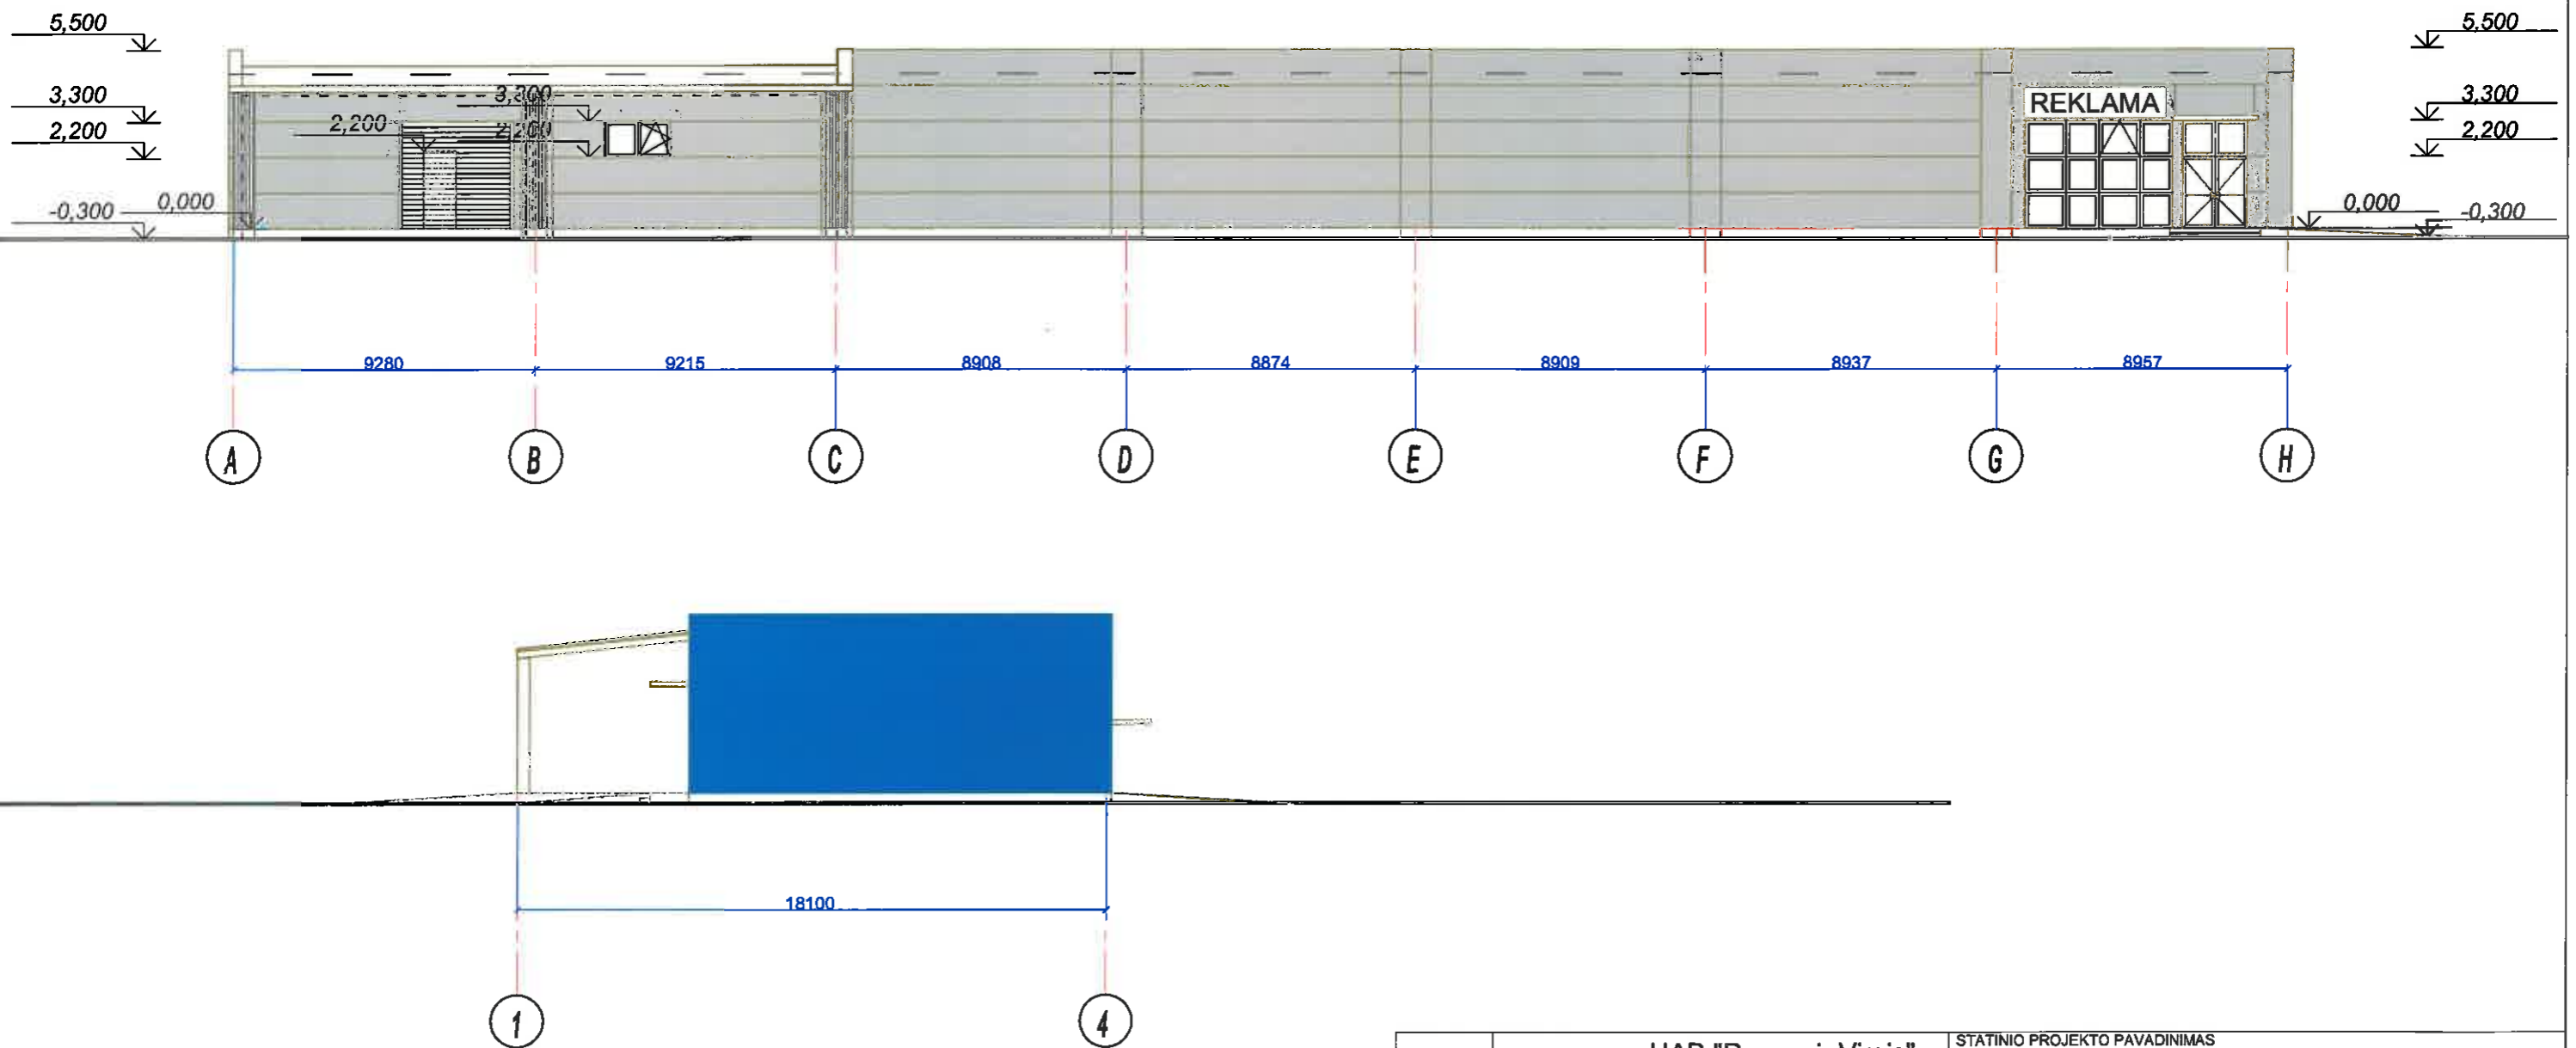 5,500 5,500
3,300 3,300 REKLAMA 3,300
2,200 2,200 2,200 2,200
-0,300 0,000 0,000 -0,300
9280 9215 8908 8874 8909 8937 8957
A B C D E F G H
18100
1 4
STATINIO PROJEKTO PAVADINIMAS
UAB